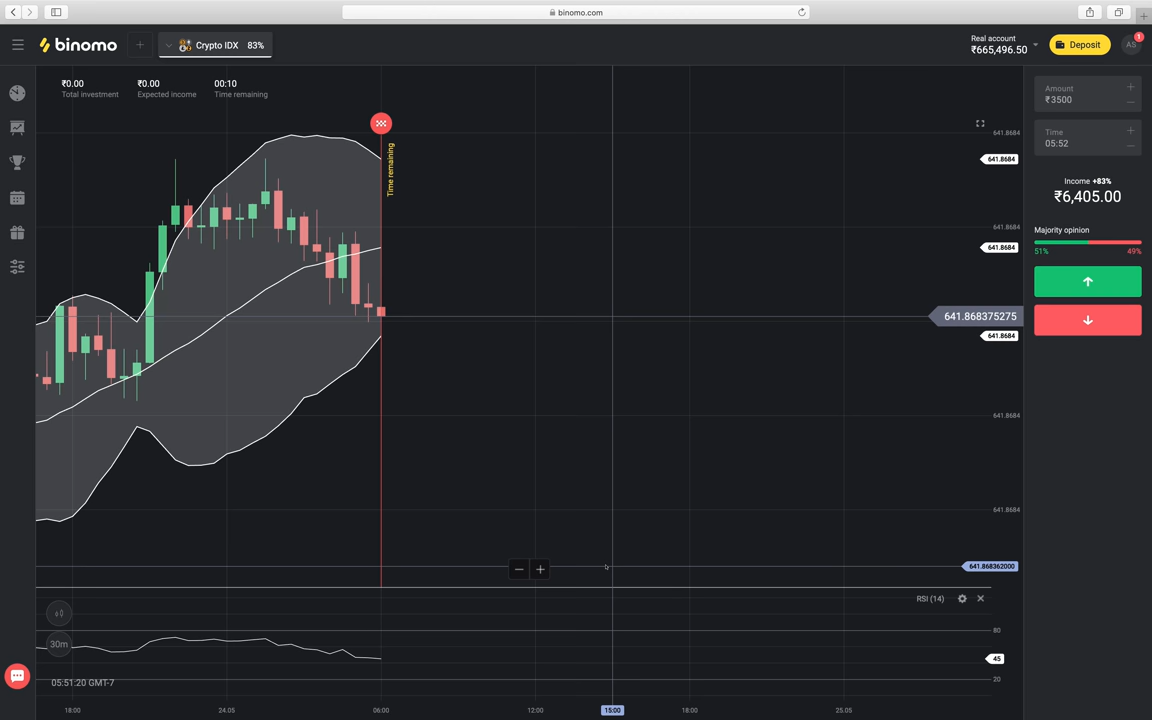 binomo.com
binomo
Crypto IDX 83%
Real account
₹665,496.50
Deposit
AS
1
₹0.00 ₹0.00 00:10
Total investment Expected income Time remaining
Time remaining
641.8684
641.8684
641.8684
641.8684
641.868375275
641.8684
641.8684
641.8684
641.868362000
Amount
₹3500
Time
05:52
Income +83%
₹6,405.00
Majority opinion
51% 49%
RSI (14)
80
45
20
30m
05:51:20 GMT-7
18:00 24.05 06:00 12:00 15:00 18:00 25.05